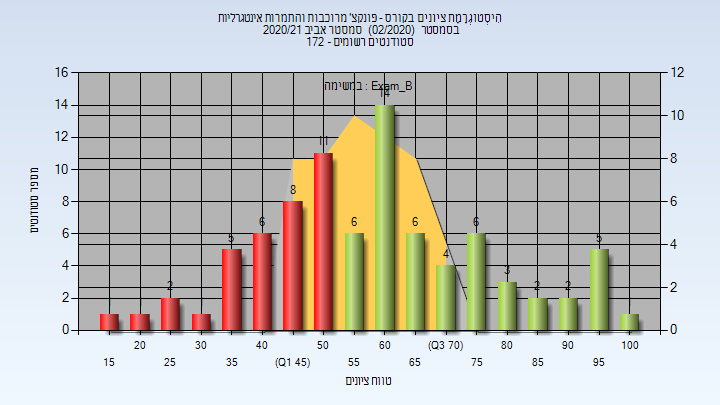 הִיסְטוֹגְרָמַת ציונים בקורס - פונקצ' מרוכבות והתמרות אינטגרליות
בסמסטר (02/2020) סמסטר אביב 2020/21
סטודנטים רשומים - 172
במשימה : Exam_B
מספר סטודנטים
16 14 12 10 8 6 4 2 0
12 10 8 6 4 2 0
2 5 6 8 11 6 14 6 4 6 3 2 2 5
20 30 40 50 60 (Q3 70) 80 90 100
15 25 35 (Q1 45) 55 65 75 85 95
טווח ציונים